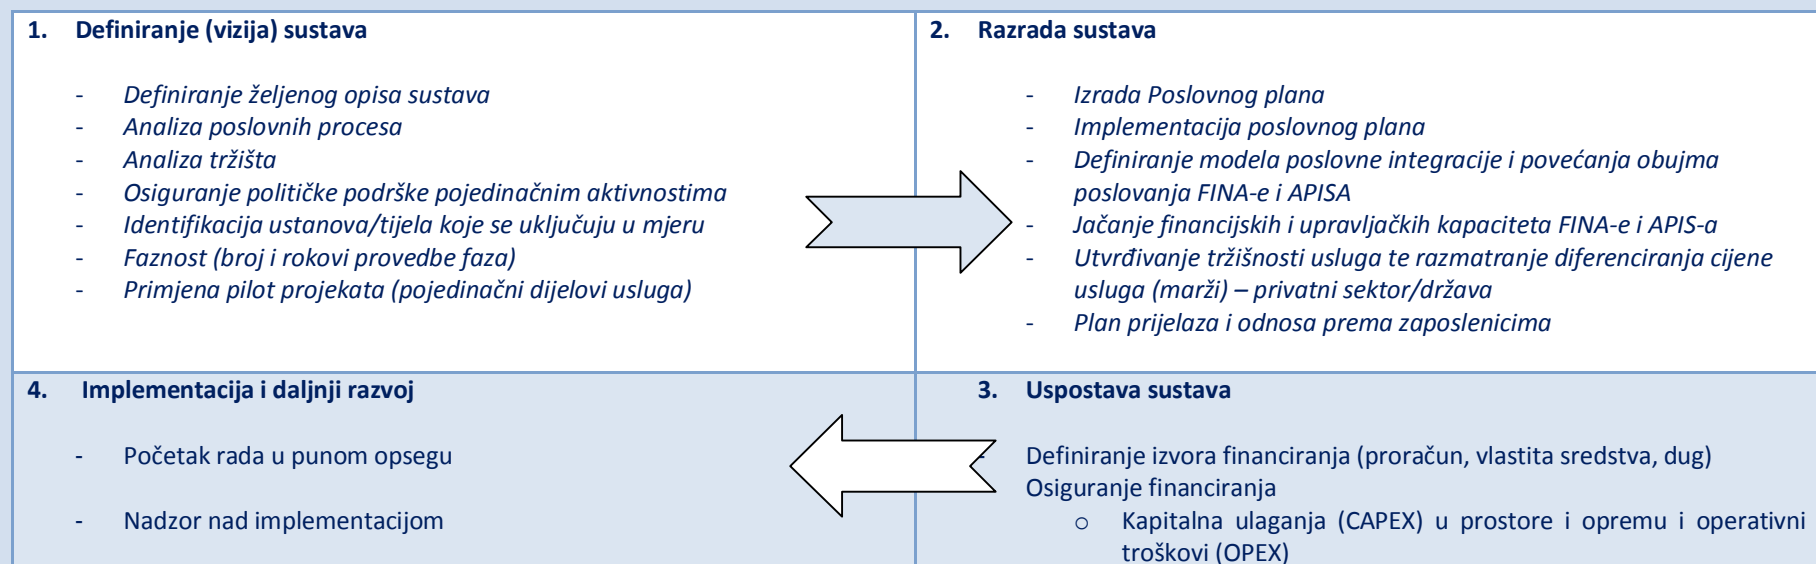 1. Definiranje (vizija) sustava
- Definiranje željenog opisa sustava
- Analiza poslovnih procesa
- Analiza tržišta
- Osiguranje političke podrške pojedinačnim aktivnostima
- Identifikacija ustanova/tijela koje se uključuju u mjeru
- Faznost (broj i rokovi provedbe faza)
- Primjena pilot projekata (pojedinačni dijelovi usluga)
2. Razrada sustava
- Izrada Poslovnog plana
- Implementacija poslovnog plana
- Definiranje modela poslovne integracije i povećanja obujma
poslovanja FINA-e i APISA
- Jačanje financijskih i upravljačkih kapaciteta FINA-e i APIS-a
- Utvrđivanje tržišnosti usluga te razmatranje diferenciranja cijene
usluga (marži) – privatni sektor/država
- Plan prijelaza i odnosa prema zaposlenicima
3. Uspostava sustava
- Definiranje izvora financiranja (proračun, vlastita sredstva, dug)
Osiguranje financiranja
o Kapitalna ulaganja (CAPEX) u prostore i opremu i operativni
troškovi (OPEX)
4. Implementacija i daljnji razvoj
- Početak rada u punom opsegu
- Nadzor nad implementacijom